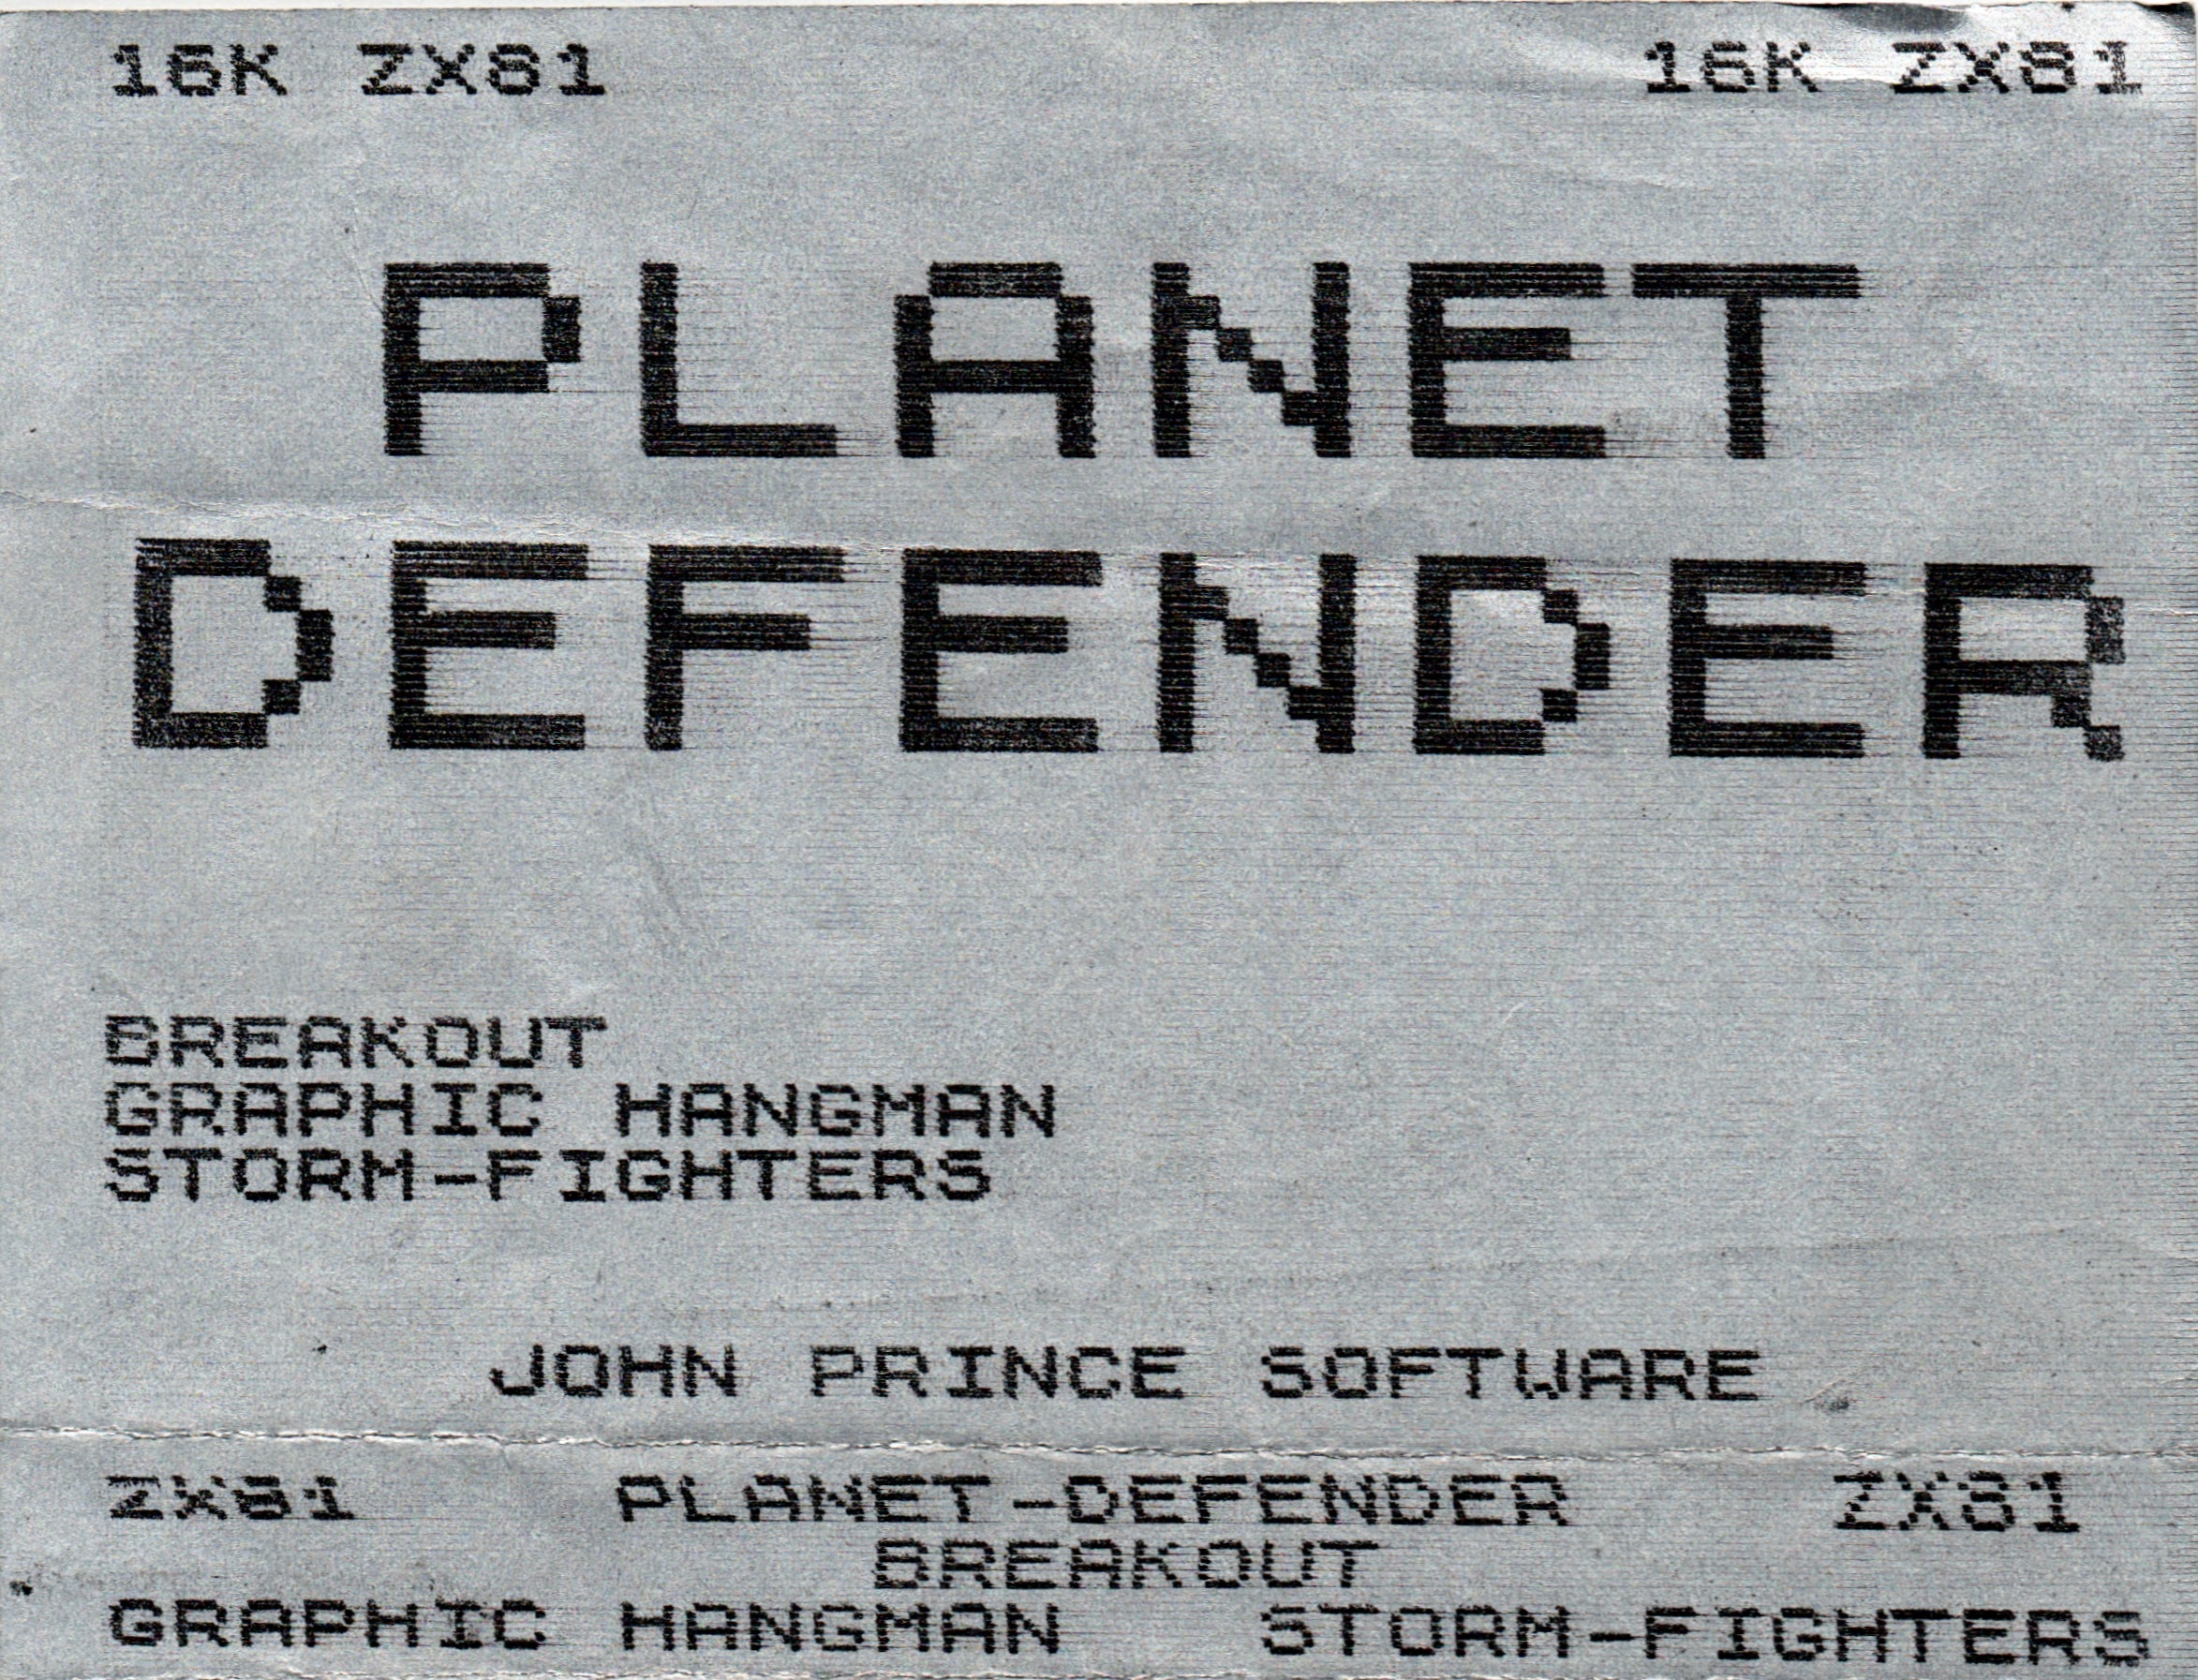 16K ZX81 16K ZX81
PLANET
DEFENDER
BREAKOUT
GRAPHIC HANGMAN
STORM-FIGHTERS
JOHN PRINCE SOFTWARE
ZX81 PLANET-DEFENDER ZX81
BREAKOUT
GRAPHIC HANGMAN STORM-FIGHTERS